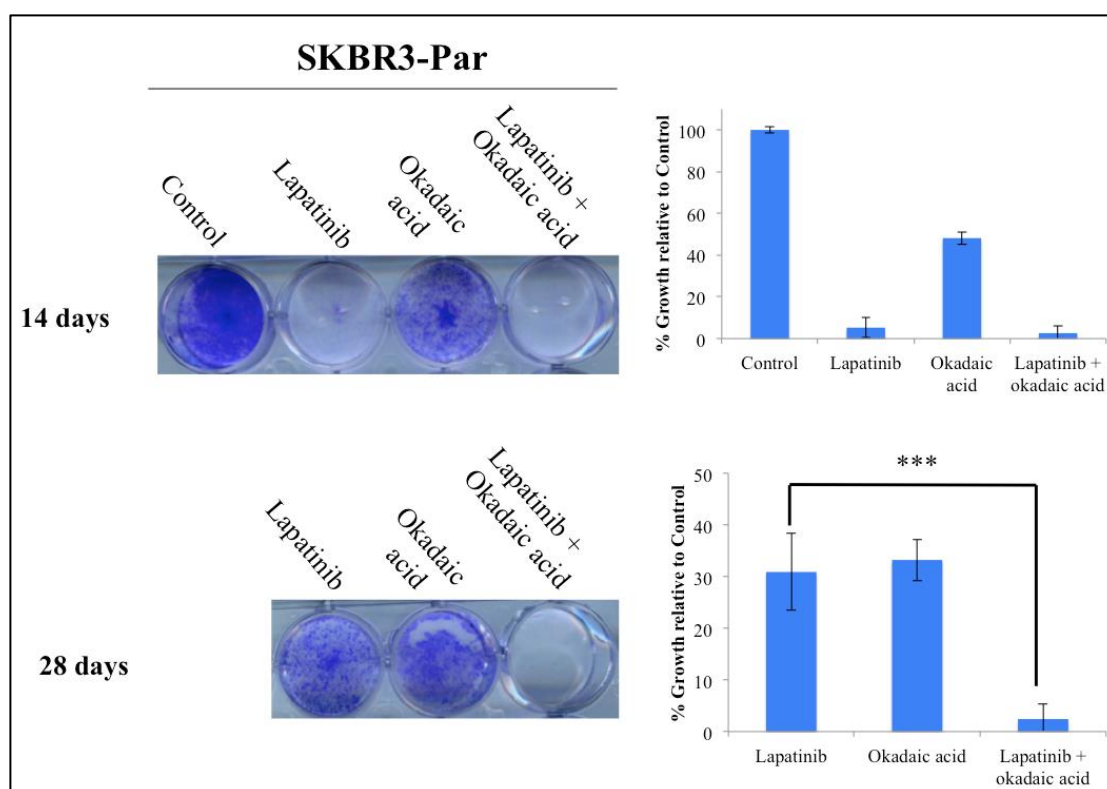 SKBR3-Par
Control
Lapatinib
Okadaic
acid
Lapatinib +
Okadaic acid
14 days
% Growth relative to Control
100
80
60
40
20
0
Control
Lapatinib
Okadaic
acid
Lapatinib +
okadaic acid
Lapatinib
Okadaic
acid
Lapatinib +
Okadaic acid
28 days
% Growth relative to Control
50
40
30
20
10
0
***
Lapatinib
Okadaic acid
Lapatinib +
okadaic acid